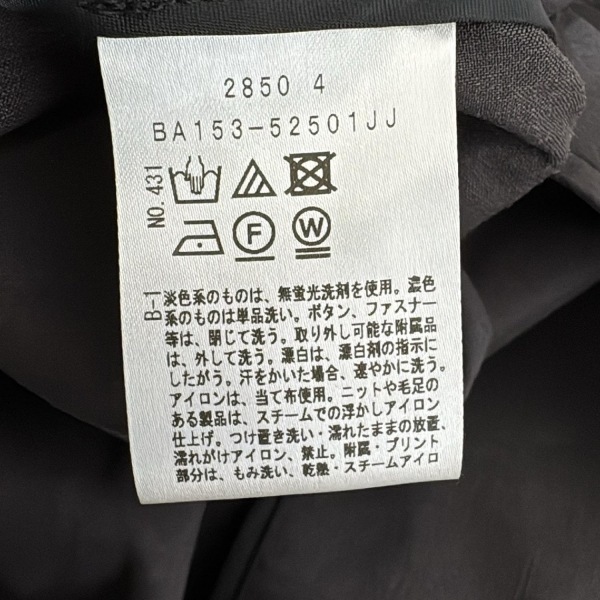 2850 4
BA153-52501JJ
NO.431
F
W
B-1
淡色系のものは、無蛍光洗剤を使用。濃色
系のものは単品洗い。ボタン、ファスナー
等は、閉じて洗う。取り外し可能な附属品
は、外して洗う。漂白は、漂白剤の指示に
したがう。汗をかいた場合、速やかに洗う。
アイロンは、当て布使用。ニットや毛足の
ある製品は、スチームでの浮かしアイロン
仕上げ。つけ置き洗い・濡れたままの放置、
濡れがけアイロン、禁止。附属・プリント
部分は、もみ洗い、乾熱・スチームアイロ